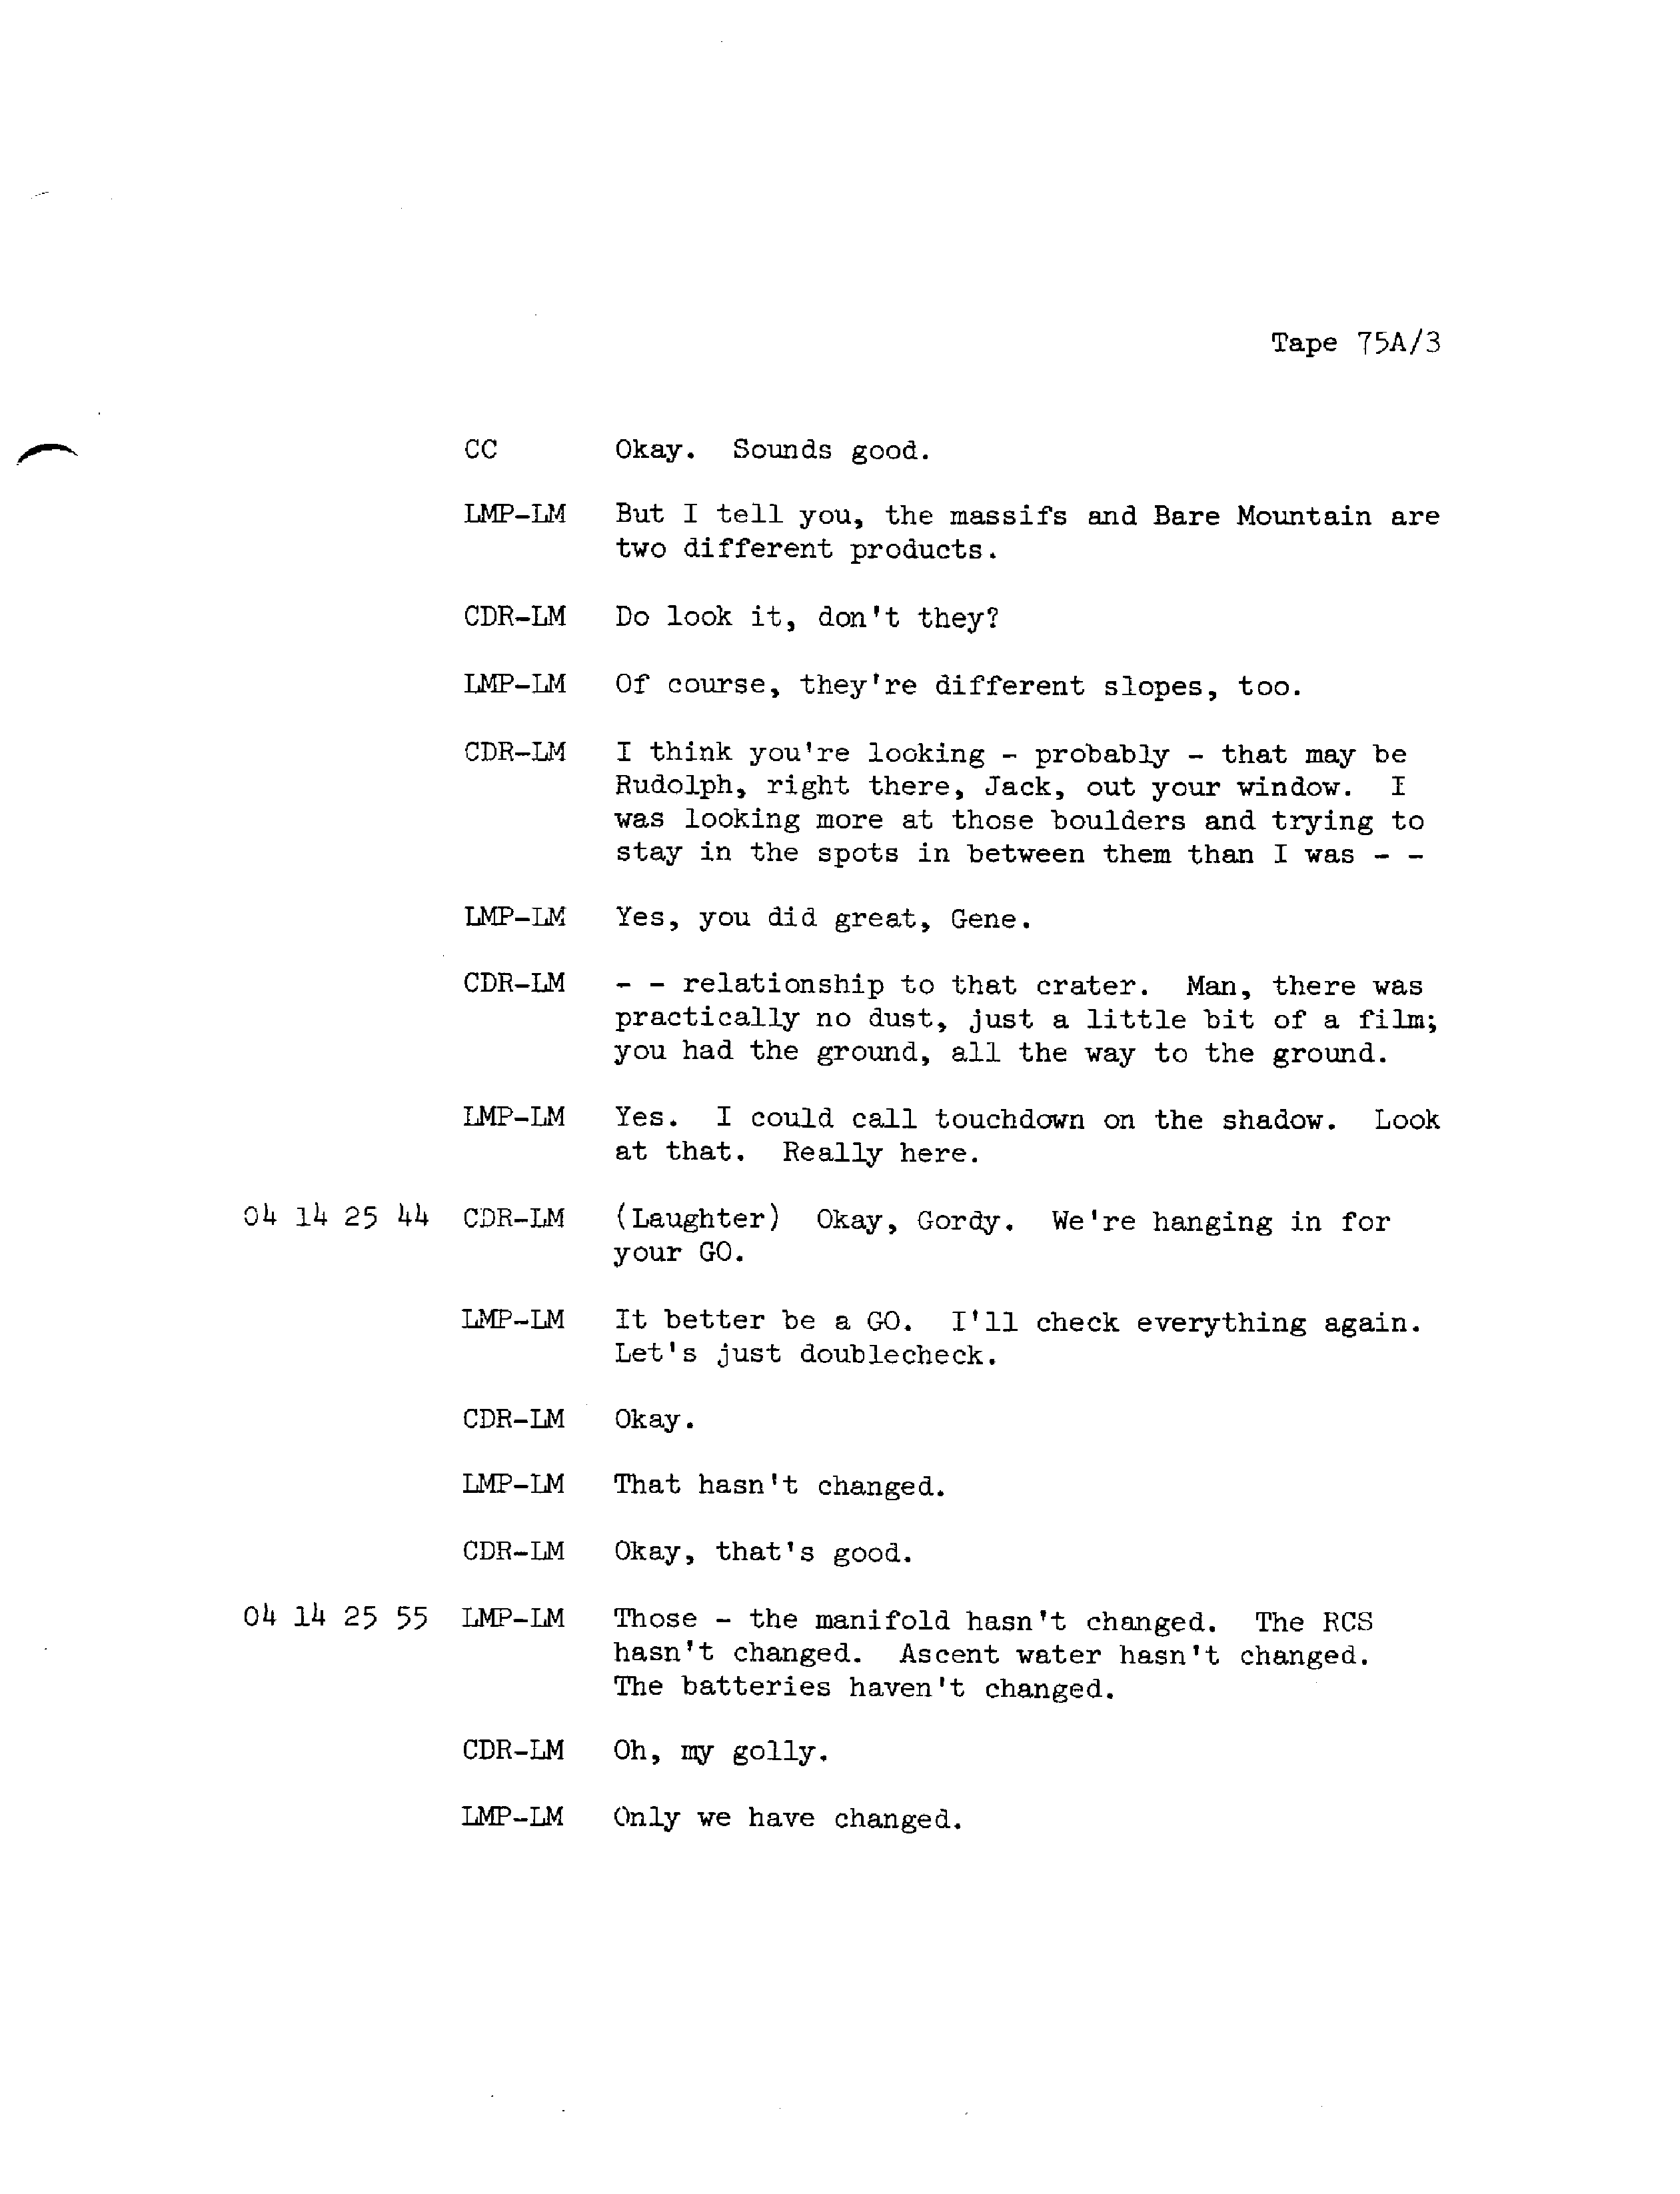 Tape 75A/3
CC Okay. Sounds good.
LMP-LM But I tell you, the massifs and Bare Mountain are
two different products.
CDR-LM Do look it, don't they?
LMP-LM Of course, they're different slopes, too.
CDR-LM I think you're looking - probably - that may be
Rudolph, right there, Jack, out your window. I
was looking more at those boulders and trying to
stay in the spots in between them than I was - -
LMP-LM Yes, you did great, Gene.
CDR-LM - - relationship to that crater. Man, there was
practically no dust, just a little bit of a film;
you had the ground, all the way to the ground.
LMP-LM Yes. I could call touchdown on the shadow. Look
at that. Really here.
04 14 25 44 CDR-LM (Laughter) Okay, Gordy. We're hanging in for
your GO.
LMP-LM It better be a GO. I'll check everything again.
Let's just doublecheck.
CDR-LM Okay.
LMP-LM That hasn't changed.
CDR-LM Okay, that's good.
04 14 25 55 LMP-LM Those - the manifold hasn't changed. The RCS
hasn't changed. Ascent water hasn't changed.
The batteries haven't changed.
CDR-LM Oh, my golly.
LMP-LM Only we have changed.